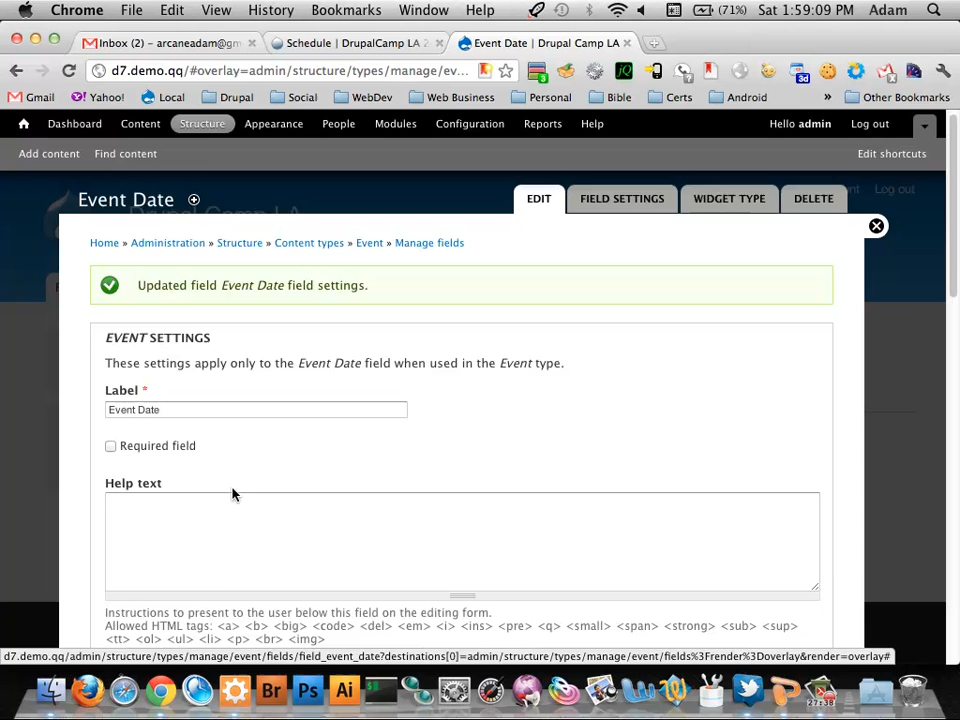 Chrome File Edit View History Bookmarks Window Help (71%) Sat 1:59:09 PM Adam
Inbox (2) - arcaneadam@gm Schedule | DrupalCamp LA 2 Event Date | Drupal Camp LA
d7.demo.qq/#overlay=admin/structure/types/manage/ev...
Gmail Yahoo! Local Drupal Social WebDev Web Business Personal Bible Certs Android » Other Bookmarks
Dashboard Content Structure Appearance People Modules Configuration Reports Help Hello admin Log out
Add content Find content Edit shortcuts
Event Date EDIT FIELD SETTINGS WIDGET TYPE DELETE Log out
Home » Administration » Structure » Content types » Event » Manage fields
Updated field Event Date field settings.
EVENT SETTINGS
These settings apply only to the Event Date field when used in the Event type.
Label *
Event Date
Required field
Help text
Instructions to present to the user below this field on the editing form.
Allowed HTML tags: <a> <b> <big> <code> <del> <em> <i> <ins> <pre> <q> <small> <span> <strong> <sub> <sup>
<tt> <ol> <ul> <li> <p> <br> <img>
d7.demo.qq/admin/structure/types/manage/event/fields/field_event_date?destinations[0]=admin/structure/types/manage/event/fields%3Frender%3Doverlay&render=overlay#
Br Ps Ai 27:38